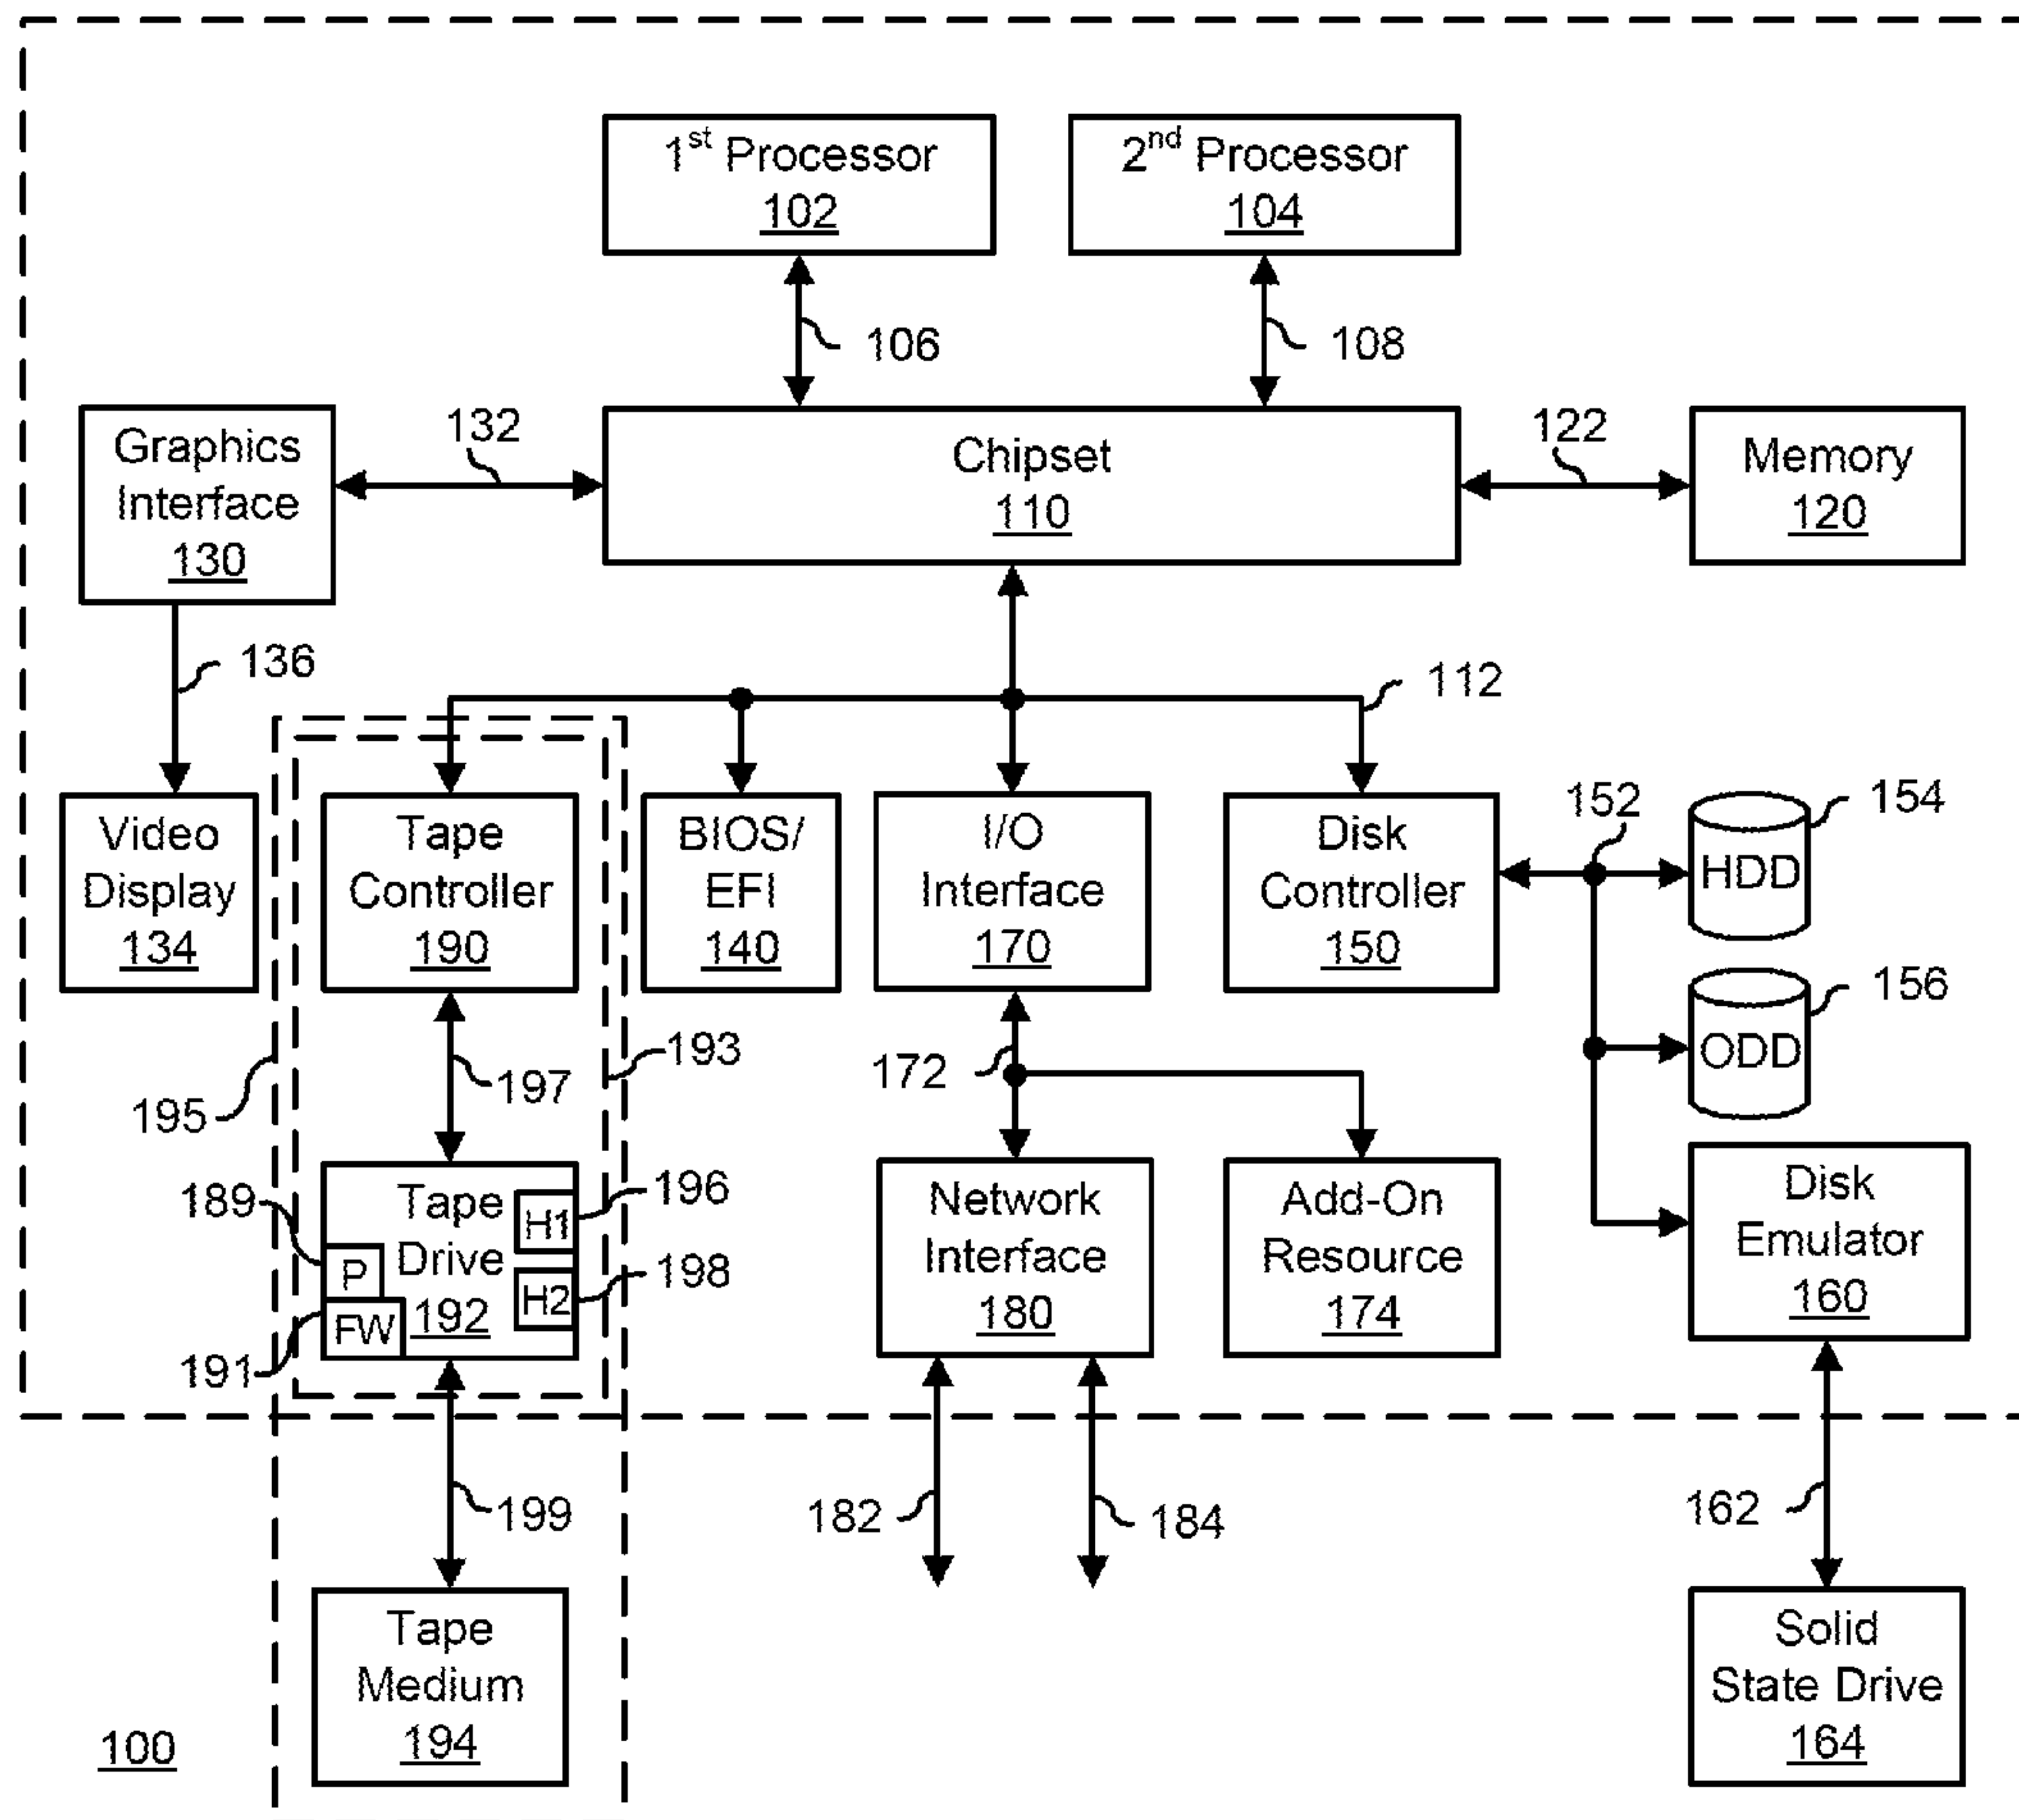 1st Processor
102
2nd Processor
104
106
108
Graphics
Interface
130
132
Chipset
110
122
Memory
120
136
112
Video
Display
134
Tape
Controller
190
BIOS/
EFI
140
I/O
Interface
170
Disk
Controller
150
152
HDD
154
ODD
156
195
197
193
172
189
191
Tape
Drive
192
P
FW
H1
H2
196
198
Network
Interface
180
Add-On
Resource
174
Disk
Emulator
160
199
182
184
162
Tape
Medium
194
Solid
State Drive
164
100